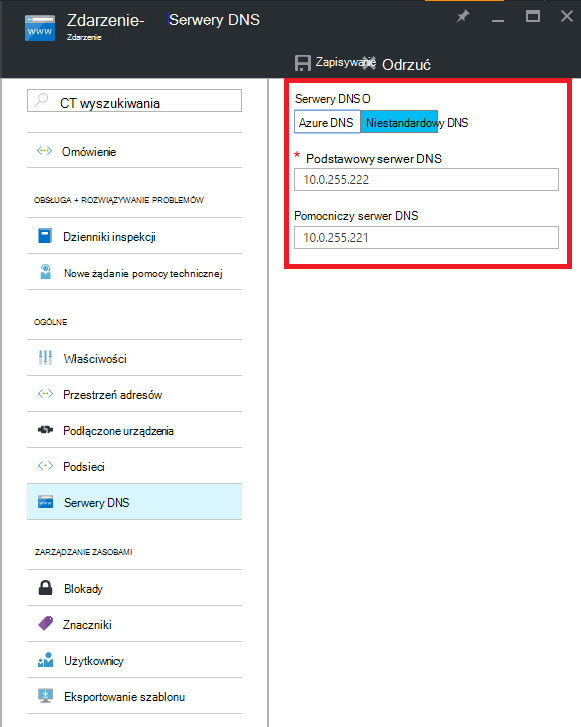 Zdarzenie- Serwery DNS
Zdarzenie
Zapisywanie Odrzuć
CT wyszukiwania
Omówienie
OBSŁUGA + ROZWIĄZYWANIE PROBLEMÓW
Dzienniki inspekcji
Nowe żądanie pomocy technicznej
OGÓLNE
Właściwości
Przestrzeń adresów
Podłączone urządzenia
Podsieci
Serwery DNS
ZARZĄDZANIE ZASOBAMI
Blokady
Znaczniki
Użytkownicy
Eksportowanie szablonu
Serwery DNS O
Azure DNS Niestandardowy DNS
* Podstawowy serwer DNS
10.0.255.222
Pomocniczy serwer DNS
10.0.255.221